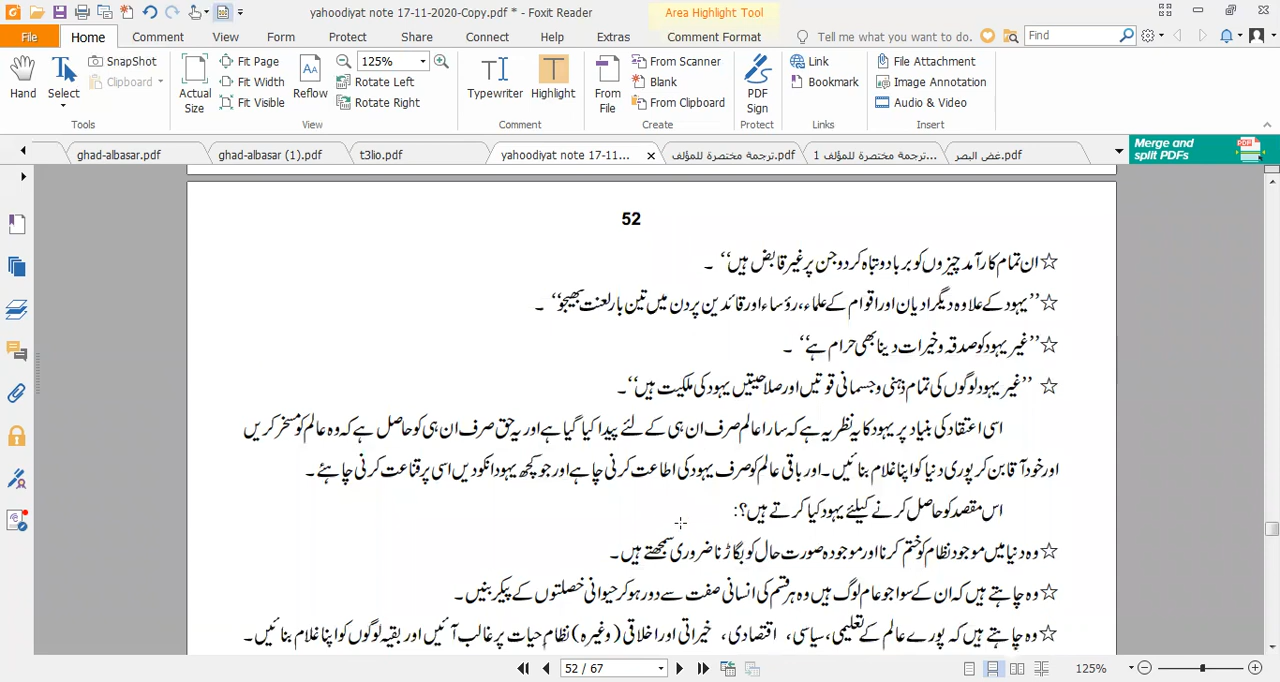 yahoodiyat note 17-11-2020-Copy.pdf * - Foxit Reader
Area Highlight Tool
File Home Comment View Form Protect Share Connect Help Extras Comment Format Tell me what you want to do. Find
Hand Select SnapShot Clipboard Actual Size Fit Page Fit Width Fit Visible Reflow 125% Rotate Left Rotate Right Typewriter Highlight From File From Scanner Blank From Clipboard PDF Sign Link Bookmark File Attachment Image Annotation Audio & Video
Tools View Comment Create Protect Links Insert
ghad-albasar.pdf ghad-albasar (1).pdf t3lio.pdf yahoodiyat note 17-11... ترجمة مختصرة للمؤلف.pdf ترجمة مختصرة للمؤلف 1... غض البصر.pdf Merge and split PDFs
52
☆ ان تمام کارآمد چیزوں کو برباد و تباہ کر دو جن پر غیر قابض ہیں‘‘ ۔
☆ ’’یہود کے علاوہ دیگر ادیان اور اقوام کے علماء، رؤساء اور قائدین پر دن میں تین بار لعنت بھیجو‘‘ ۔
☆ ’’غیر یہود کو صدقہ و خیرات دینا بھی حرام ہے‘‘ ۔
☆ ’’غیر یہود لوگوں کی تمام ذہنی و جسمانی قوتیں اور صلاحیتیں یہود کی ملکیت ہیں‘‘۔
اسی اعتقاد کی بنیاد پر یہود کا یہ نظریہ ہے کہ سارا عالم صرف ان ہی کے لئے پیدا کیا گیا ہے اور یہ حق صرف ان ہی کو حاصل ہے کہ وہ عالم کو مسخر کریں
اور خود آقا بن کر پوری دنیا کو اپنا غلام بنائیں۔ اور باقی عالم کو صرف یہود کی اطاعت کرنی چاہے اور جو کچھ یہود انکو دیں اسی پر قناعت کرنی چاہئے ۔
اس مقصد کو حاصل کرنے کیلئے یہود کیا کرتے ہیں؟:
☆ وہ دنیا میں موجود نظام کو ختم کرنا اور موجودہ صورت حال کو بگاڑنا ضروری سمجھتے ہیں ۔
☆ وہ چاہتے ہیں کہ ان کے سوا جو عام لوگ ہیں وہ ہر قسم کی انسانی صفت سے دور ہو کر حیوانی خصلتوں کے پیکر بنیں ۔
☆ وہ چاہتے ہیں کہ پورے عالم کے تعلیمی، سیاسی، اقتصادی، خیراتی اور اخلاقی (وغیرہ) نظامِ حیات پر غالب آئیں اور بقیہ لوگوں کو اپنا غلام بنائیں۔
52 / 67 125%